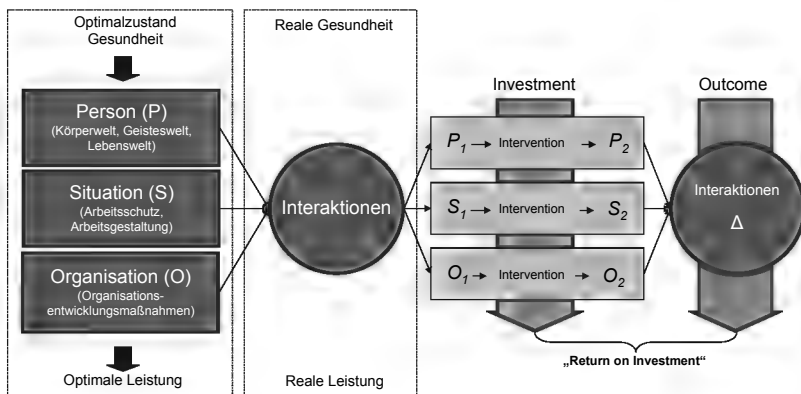 Optimalzustand
Gesundheit
Person (P)
(Körperwelt, Geisteswelt,
Lebenswelt)
Situation (S)
(Arbeitsschutz,
Arbeitsgestaltung)
Organisation (O)
(Organisations-
entwicklungsmaßnahmen)
Optimale Leistung
Reale Gesundheit
Interaktionen
Reale Leistung
Investment
P1 → Intervention → P2
S1 → Intervention → S2
O1 → Intervention → O2
Outcome
Interaktionen
Δ
„Return on Investment“